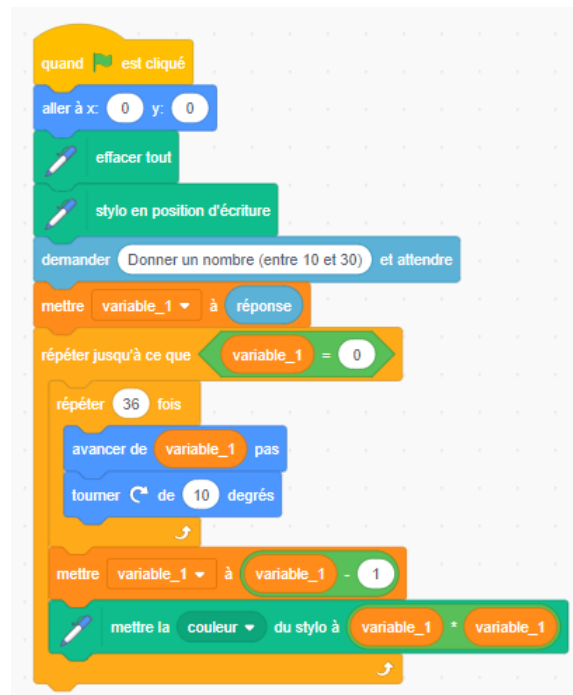 quand est cliqué
aller à x: 0 y: 0
effacer tout
stylo en position d'écriture
demander Donner un nombre (entre 10 et 30) et attendre
mettre variable_1 à réponse
répéter jusqu'à ce que variable_1 = 0
répéter 36 fois
avancer de variable_1 pas
tourner de 10 degrés
mettre variable_1 à variable_1 - 1
mettre la couleur du stylo à variable_1 * variable_1